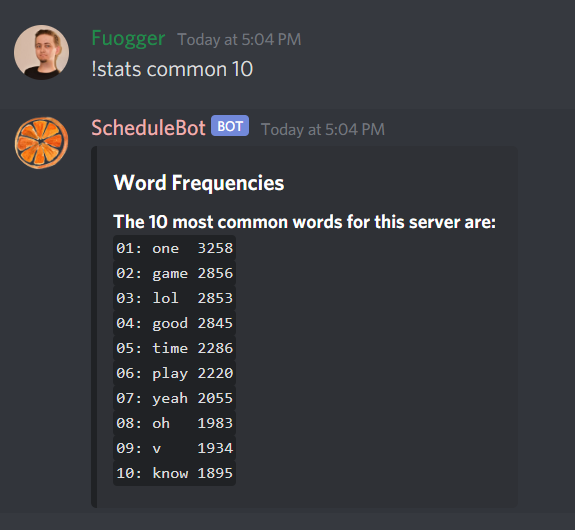 Fuogger Today at 5:04 PM
!stats common 10
ScheduleBot BOT Today at 5:04 PM
Word Frequencies
The 10 most common words for this server are:
01: one 3258
02: game 2856
03: lol 2853
04: good 2845
05: time 2286
06: play 2220
07: yeah 2055
08: oh 1983
09: v 1934
10: know 1895